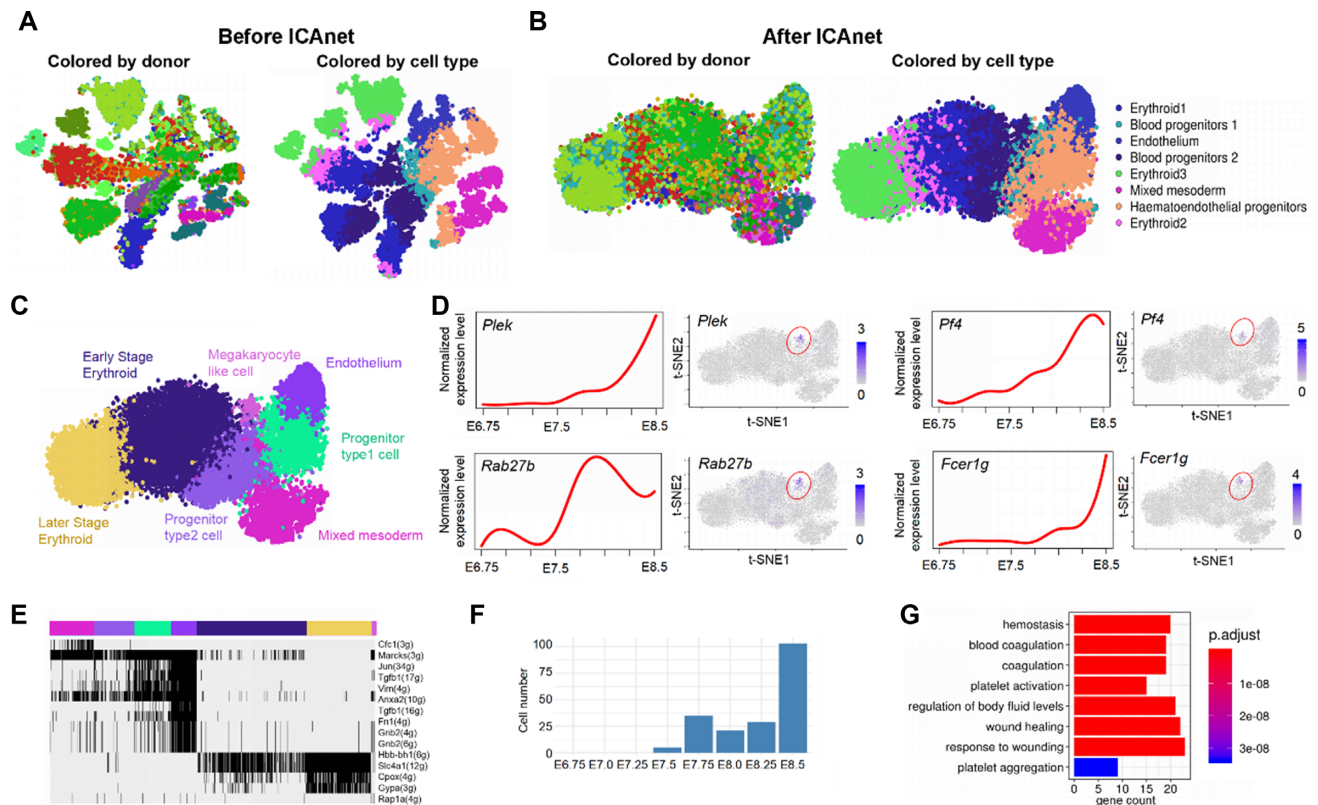 A
B
Before ICAnet
After ICAnet
Colored by donor
Colored by cell type
Colored by donor
Colored by cell type
Erythroid1
Blood progenitors 1
Endothelium
Blood progenitors 2
Erythroid3
Mixed mesoderm
Haematoendothelial progenitors
Erythroid2
C
Early Stage
Erythroid
Megakaryocyte
like cell
Endothelium
Progenitor
type1 cell
Later Stage
Erythroid
Progenitor
type2 cell
Mixed mesoderm
D
Normalized
expression level
Plek
E6.75
E7.5
E8.5
Plek
t-SNE2
t-SNE1
3
0
Normalized
expression level
Pf4
E6.75
E7.5
E8.5
Pf4
t-SNE2
t-SNE1
5
0
Normalized
expression level
Rab27b
E6.75
E7.5
E8.5
Rab27b
t-SNE2
t-SNE1
3
0
Normalized
expression level
Fcer1g
E6.75
E7.5
E8.5
Fcer1g
t-SNE2
t-SNE1
4
0
E
Cfc1(3g)
Marcks(3g)
Jun(34g)
Tgfb1(17g)
Vim(4g)
Anxa2(10g)
Tgfb1(16g)
Fn1(4g)
Gnb2(4g)
Gnb2(6g)
Hbb-bh1(6g)
Slc4a1(12g)
Cpox(4g)
Gypa(3g)
Rap1a(4g)
F
Cell number
100
75
50
25
0
E6.75 E7.0 E7.25 E7.5 E7.75 E8.0 E8.25 E8.5
G
hemostasis
blood coagulation
coagulation
platelet activation
regulation of body fluid levels
wound healing
response to wounding
platelet aggregation
0 5 10 15 20
gene count
p.adjust
1e-08
2e-08
3e-08